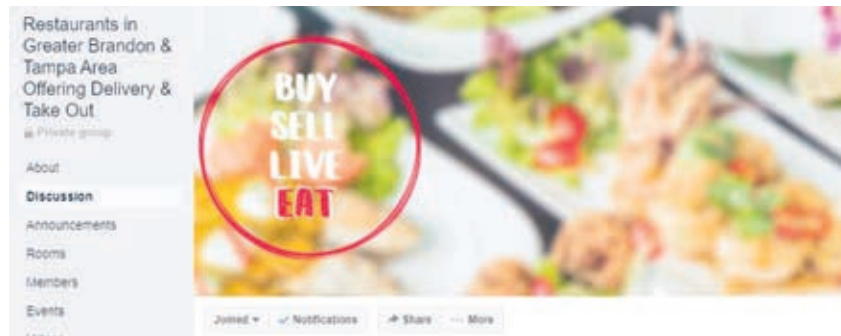 Restaurants in
Greater Brandon &
Tampa Area
Offering Delivery &
Take Out
Private group
About
Discussion
Announcements
Rooms
Members
Events
BUY
SELL
LIVE
EAT
Joined Notifications Share More